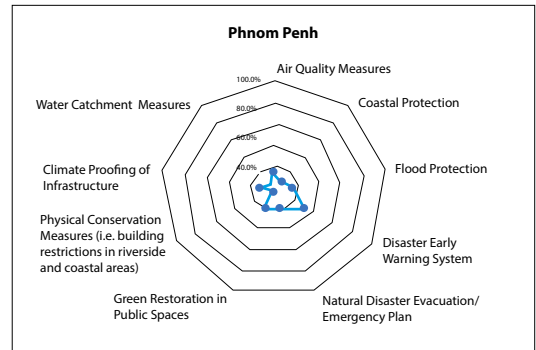 Phnom Penh
Air Quality Measures
100.0%
Water Catchment Measures
Coastal Protection
80.0%
60.0%
40.0%
Climate Proofing of
Infrastructure
Flood Protection
Physical Conservation
Measures (i.e. building
restrictions in riverside
and coastal areas)
Disaster Early
Warning System
Green Restoration in
Public Spaces
Natural Disaster Evacuation/
Emergency Plan